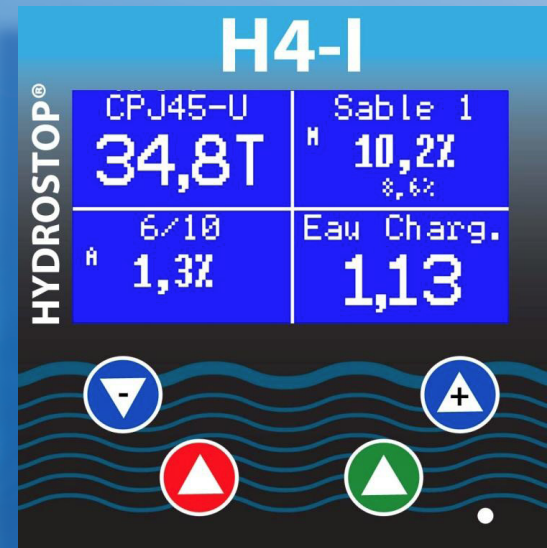 H4-I
HYDROSTOP®
CPJ45-U
34,8T
Sable 1
M 10,2%
8,6%
6/10
A 1,3%
Eau Charg.
1,13
-
+